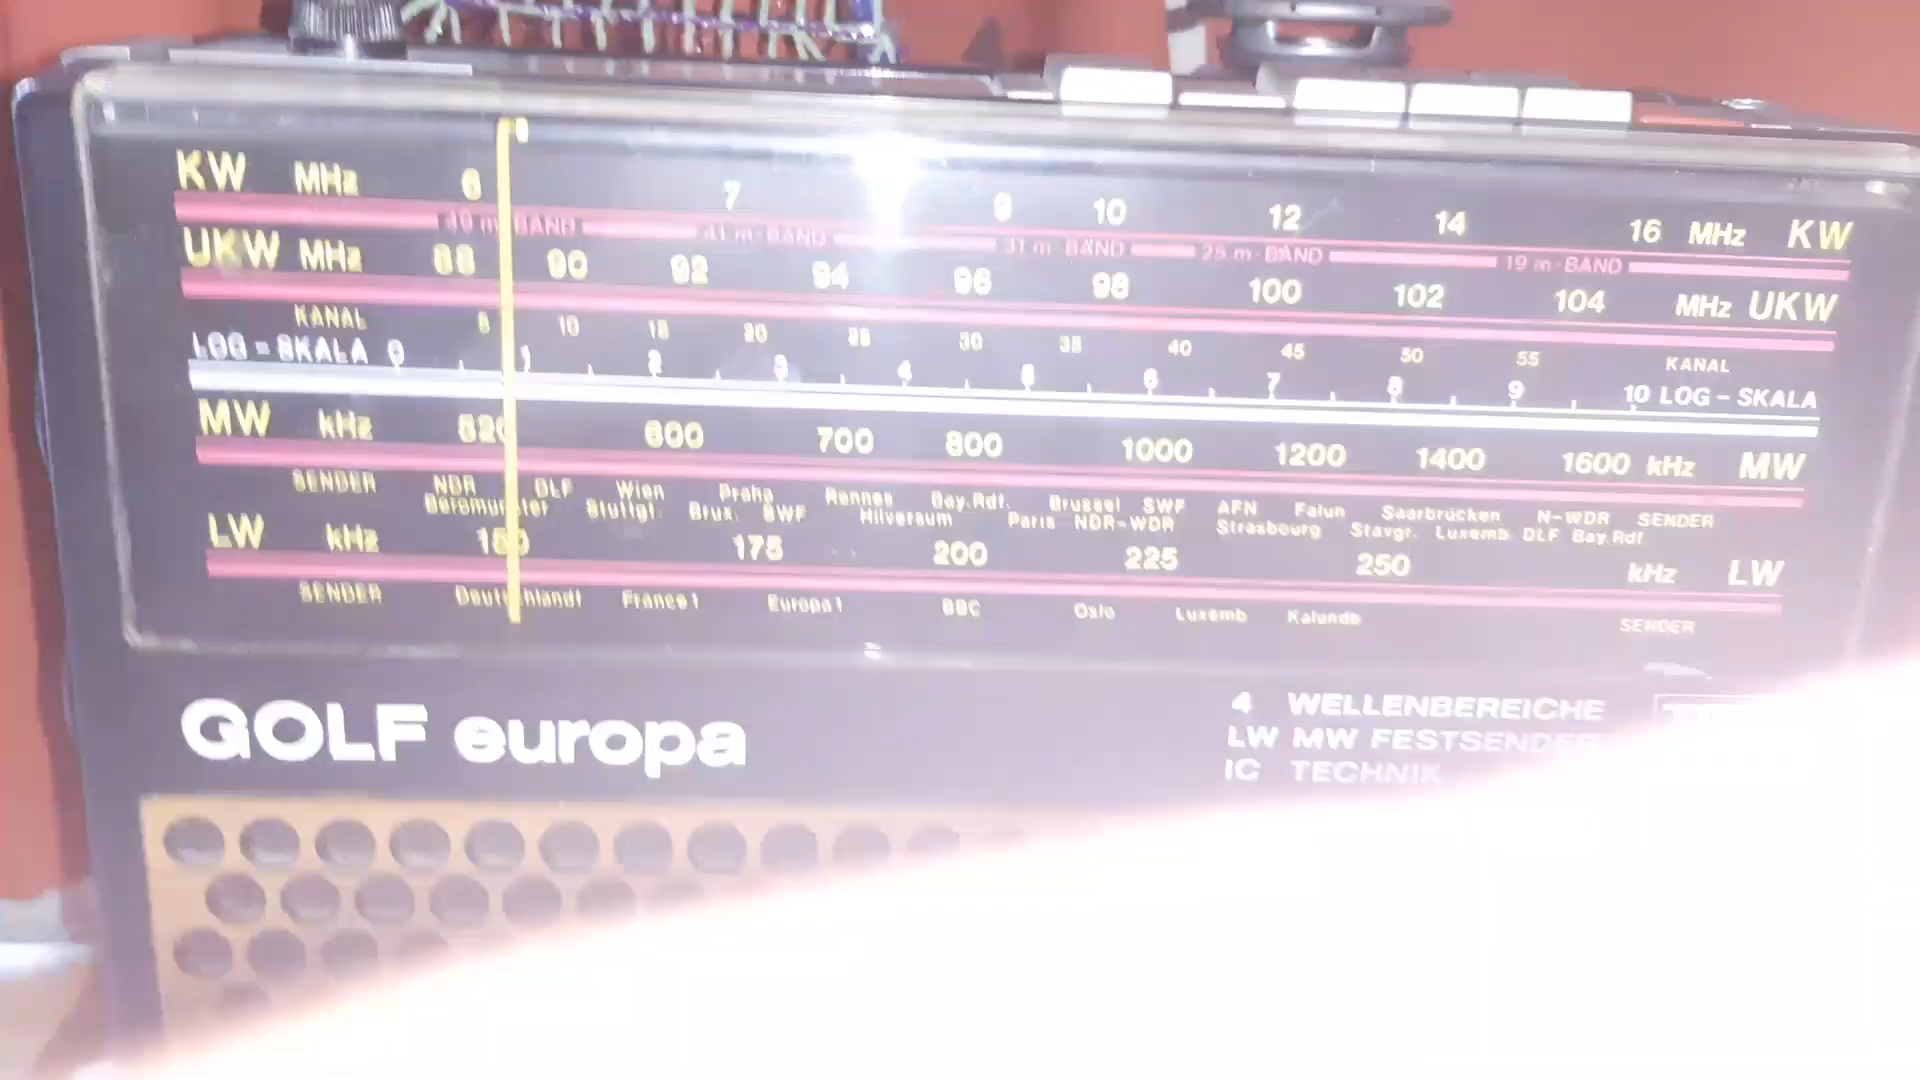 KW MHz 6 7 9 10 12 14 16 MHz KW
49 m-BAND 41 m-BAND 31 m-BAND 25 m-BAND 19 m-BAND
UKW MHz 88 90 92 94 96 98 100 102 104 MHz UKW
KANAL 5 10 15 20 25 30 35 40 45 50 55 KANAL
LOG-SKALA 0 1 2 3 4 5 6 7 8 9 10 LOG-SKALA
MW kHz 520 600 700 800 1000 1200 1400 1600 kHz MW
SENDER NDR DLF Wien Praha Rennes Bay.Rdf. Brussel SWF AFN Falun Saarbrücken N-WDR SENDER
Beromünster Stuttgt. Brux. SWF Hilversum Paris NDR-WDR Strasbourg Stavgr. Luxemb. DLF Bay.Rdf.
LW kHz 150 175 200 225 250 kHz LW
SENDER Deutschlandf France 1 Europa 1 BBC Oslo Luxemb Kalundb SENDER
GOLF europa
4 WELLENBEREICHE
LW MW FESTSENDER
IC TECHNIK